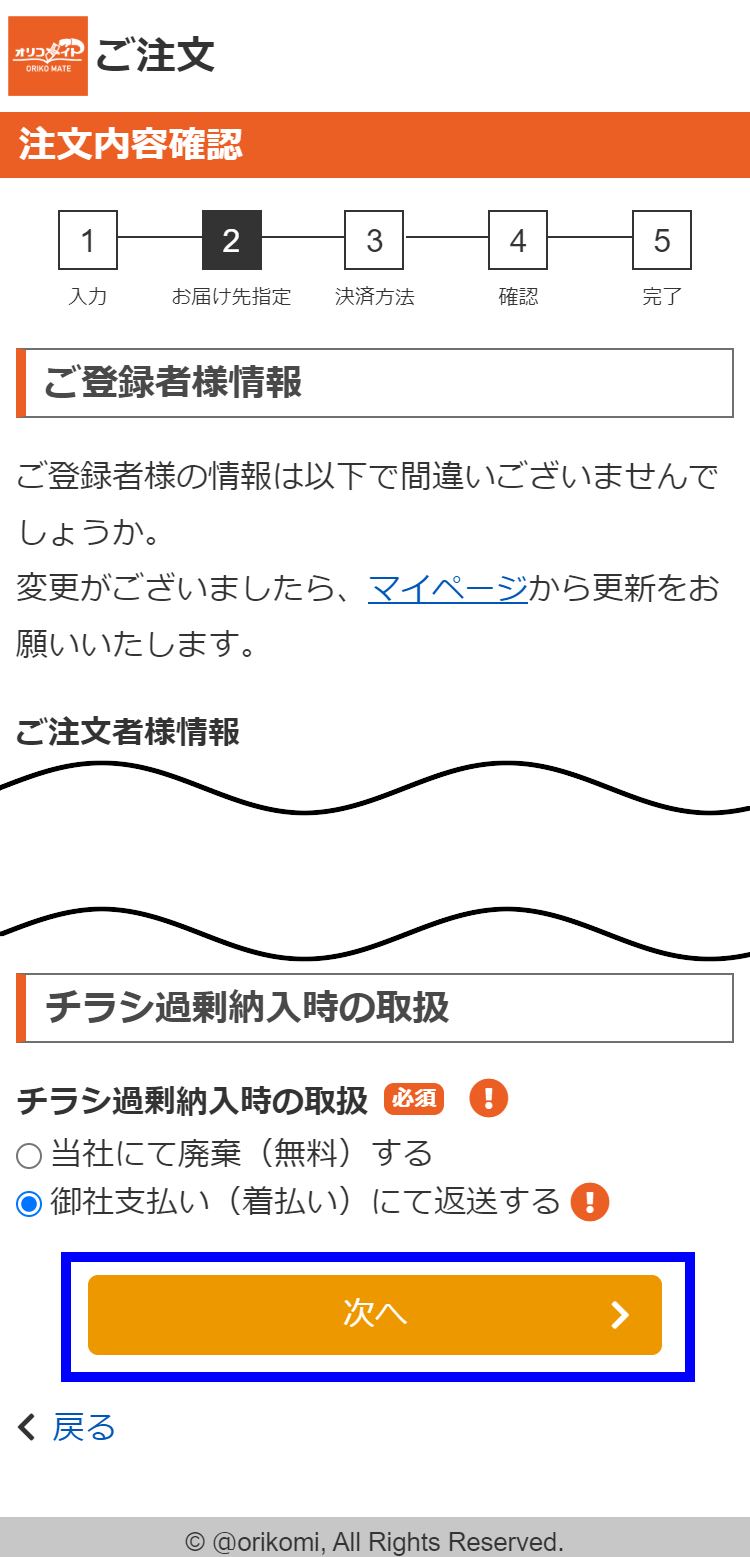 オリコメイト
ORIKO MATE
ご注文
注文内容確認
1 2 3 4 5
入力 お届け先指定 決済方法 確認 完了
ご登録者様情報
ご登録者様の情報は以下で間違いございませんで
しょうか。
変更がございましたら、マイページから更新をお
願いいたします。
ご注文者様情報
チラシ過剰納入時の取扱
チラシ過剰納入時の取扱 必須 !
当社にて廃棄（無料）する
御社支払い（着払い）にて返送する !
次へ
戻る
© @orikomi, All Rights Reserved.